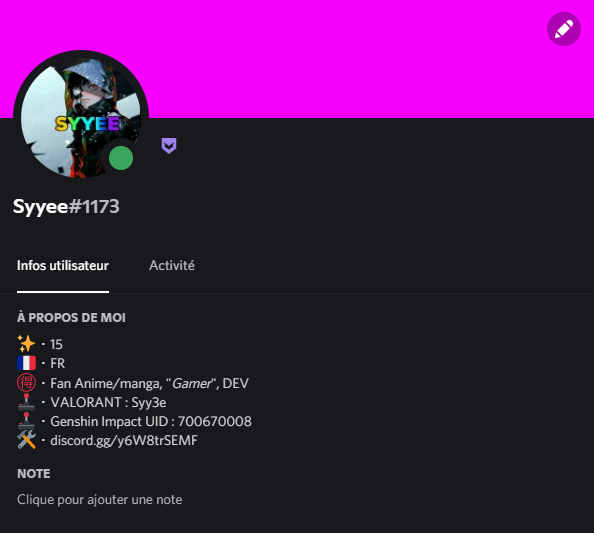 SYYEE
Syyee#1173
Infos utilisateur
Activité
À PROPOS DE MOI
✨ · 15
🇫🇷 · FR
🉐 · Fan Anime/manga, "Gamer", DEV
🕹️ · VALORANT : Syy3e
🕹️ · Genshin Impact UID : 700670008
🛠️ · discord.gg/y6W8trSEMF
NOTE
Clique pour ajouter une note